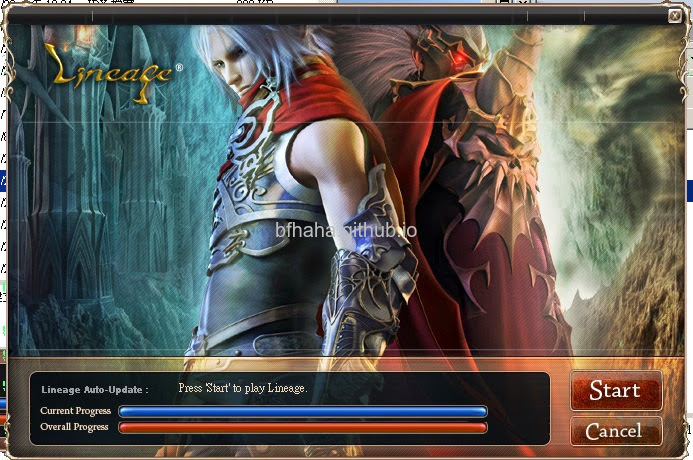 Lineage®
bfhaha.github.io
Lineage Auto-Update :
Press 'Start' to play Lineage.
Current Progress
Overall Progress
Start
Cancel